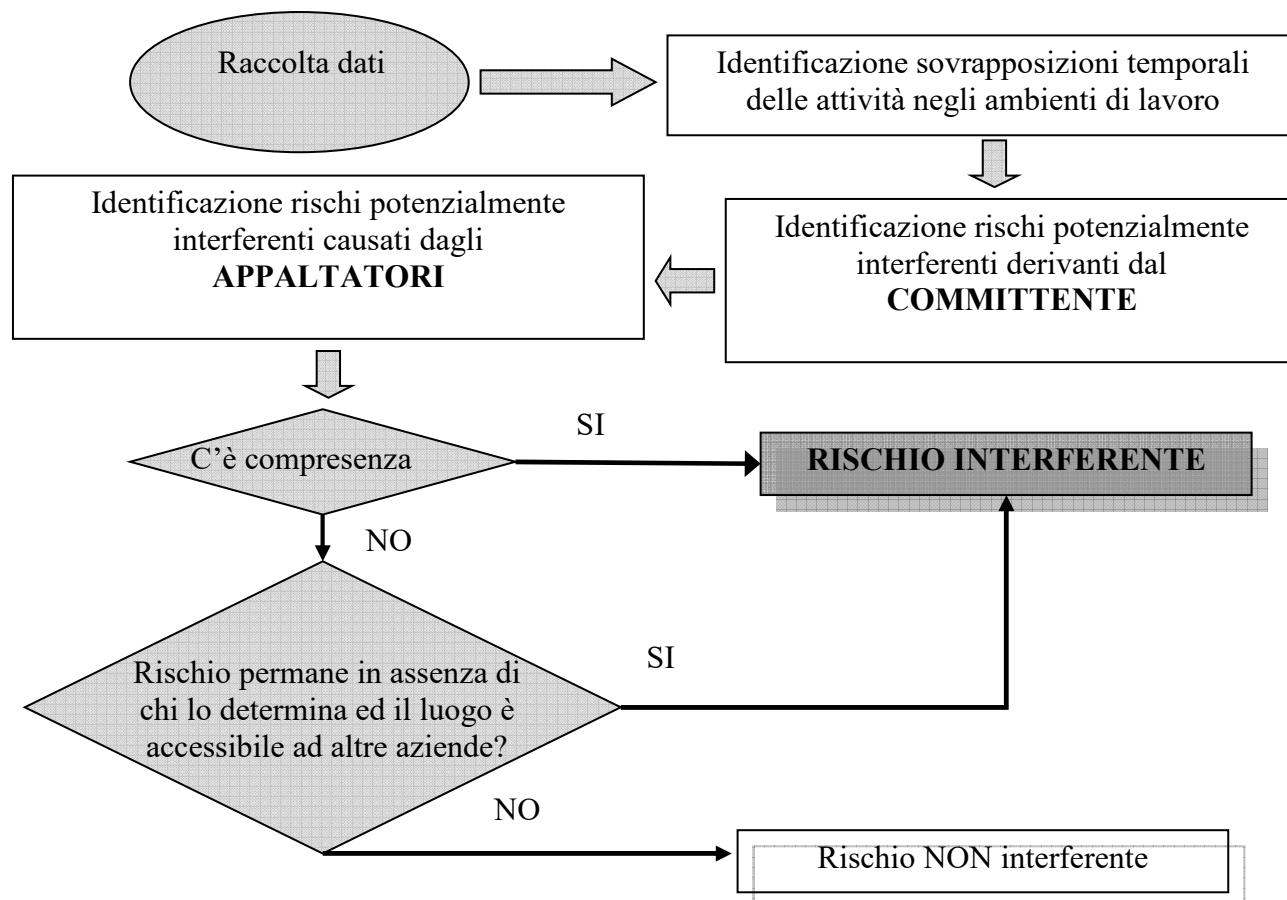 Raccolta dati
Identificazione sovrapposizioni temporali
delle attività negli ambienti di lavoro
Identificazione rischi potenzialmente
interferenti derivanti dal
COMMITTENTE
Identificazione rischi potenzialmente
interferenti causati dagli
APPALTATORI
C’è compresenza
SI
RISCHIO INTERFERENTE
NO
Rischio permane in assenza di
chi lo determina ed il luogo è
accessibile ad altre aziende?
SI
NO
Rischio NON interferente